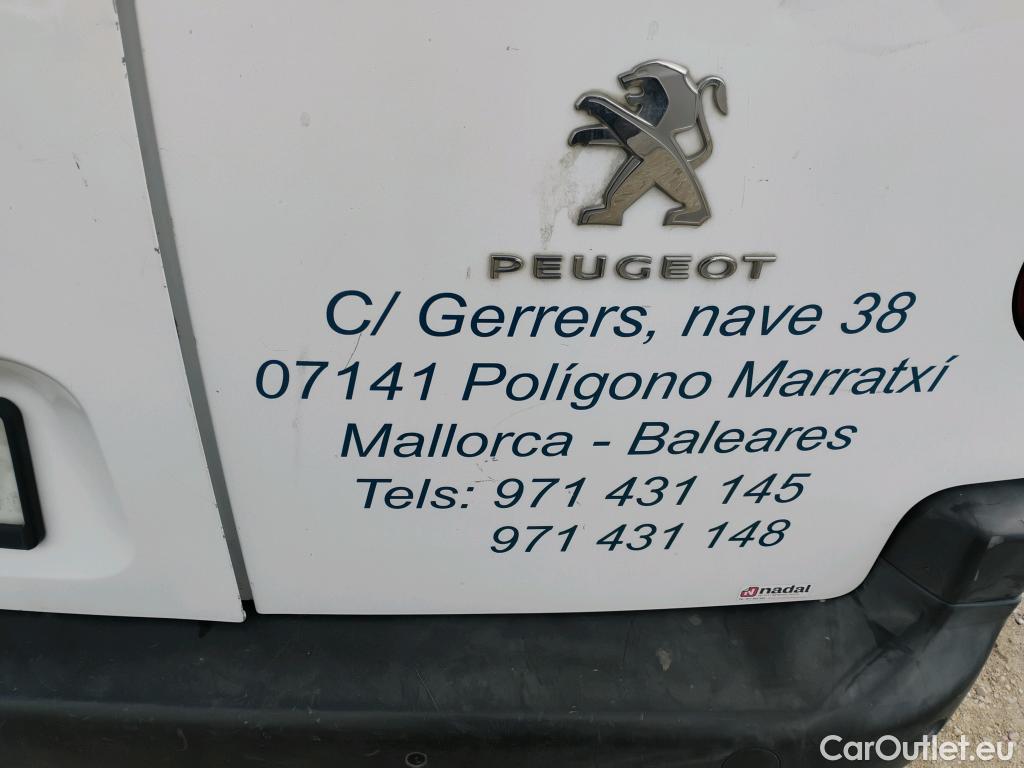 PEUGEOT
C/ Gerrers, nave 38
07141 Polígono Marratxí
Mallorca - Baleares
Tels: 971 431 145
971 431 148
nadal
CarOutlet.eu